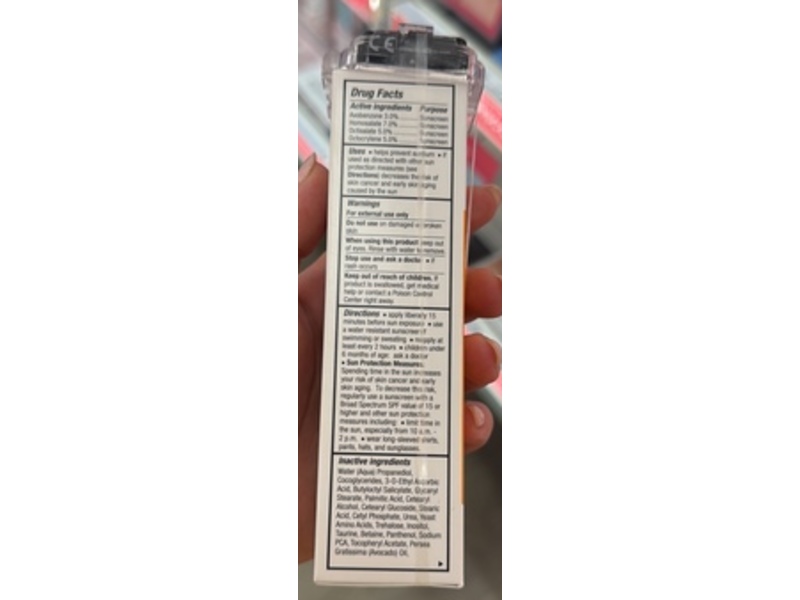 Drug Facts
Active ingredients Purpose
Avobenzone 3.0% Sunscreen
Homosalate 7.0% Sunscreen
Octisalate 5.0% Sunscreen
Octocrylene 5.0% Sunscreen
Uses • helps prevent sunburn • if
used as directed with other sun
protection measures (see
Directions) decreases the risk of
skin cancer and early skin aging
caused by the sun
Warnings
For external use only
Do not use on damaged or broken
skin.
When using this product keep out
of eyes. Rinse with water to remove.
Stop use and ask a doctor • if
rash occurs
Keep out of reach of children. If
product is swallowed, get medical
help or contact a Poison Control
Center right away.
Directions • apply liberally 15
minutes before sun exposure • use
a water resistant sunscreen if
swimming or sweating • reapply at
least every 2 hours • children under
6 months of age: ask a doctor
• Sun Protection Measures:
Spending time in the sun increases
your risk of skin cancer and early
skin aging. To decrease this risk,
regularly use a sunscreen with a
Broad Spectrum SPF value of 15 or
higher and other sun protection
measures including: • limit time in
the sun, especially from 10 a.m. -
2 p.m. • wear long-sleeved shirts,
pants, hats, and sunglasses.
Inactive ingredients
Water (Aqua) Propanediol,
Cocoglycerides, 3-O-Ethyl Ascorbic
Acid, Butyloctyl Salicylate, Glyceryl
Stearate, Palmitic Acid, Cetearyl
Alcohol, Cetearyl Glucoside, Stearic
Acid, Cetyl Phosphate, Urea, Yeast
Amino Acids, Trehalose, Inositol,
Taurine, Betaine, Panthenol, Sodium
PCA, Tocopheryl Acetate, Persea
Gratissima (Avocado) Oil,